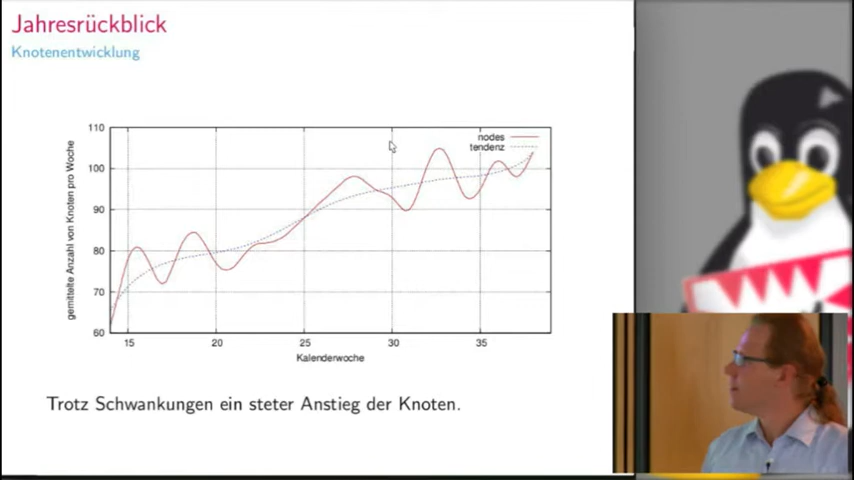 Jahresrückblick
Knotenentwicklung
gemittelte Anzahl von Knoten pro Woche
110
100
90
80
70
60
nodes
tendenz
15
20
25
30
35
Kalenderwoche
Trotz Schwankungen ein steter Anstieg der Knoten.